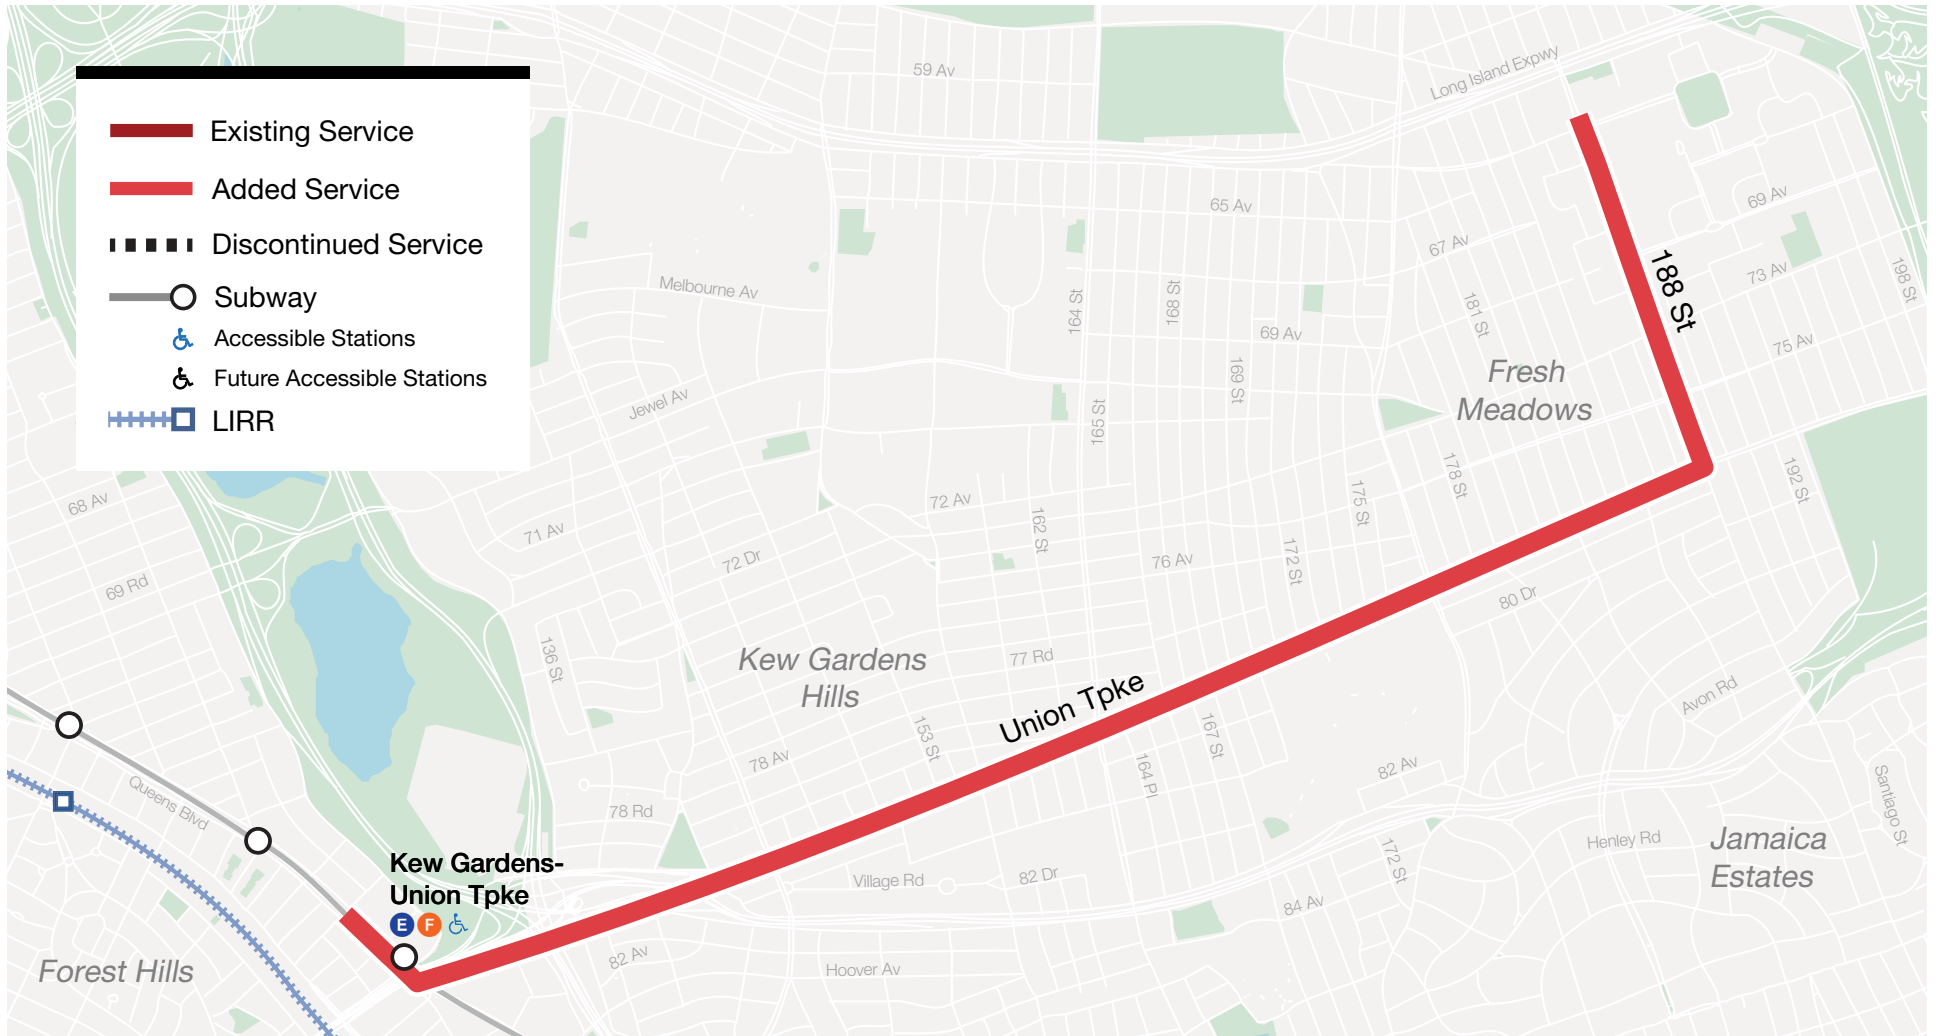 Existing Service
Added Service
Discontinued Service
Subway
Accessible Stations
Future Accessible Stations
LIRR
59 Av
Long Island Expwy
65 Av
67 Av
69 Av
188 St
73 Av
198 St
Melbourne Av
164 St
168 St
181 St
69 Av
75 Av
Fresh
Meadows
169 St
Jewel Av
165 St
178 St
192 St
68 Av
72 Av
175 St
71 Av
162 St
72 Dr
76 Av
172 St
69 Rd
80 Dr
136 St
Kew Gardens
Hills
77 Rd
Union Tpke
Avon Rd
153 St
167 St
78 Av
164 Pl
82 Av
Santiago St
Queens Blvd
78 Rd
Henley Rd
Jamaica
Estates
172 St
Kew Gardens-
Union Tpke
E F
Village Rd
82 Dr
84 Av
82 Av
Hoover Av
Forest Hills